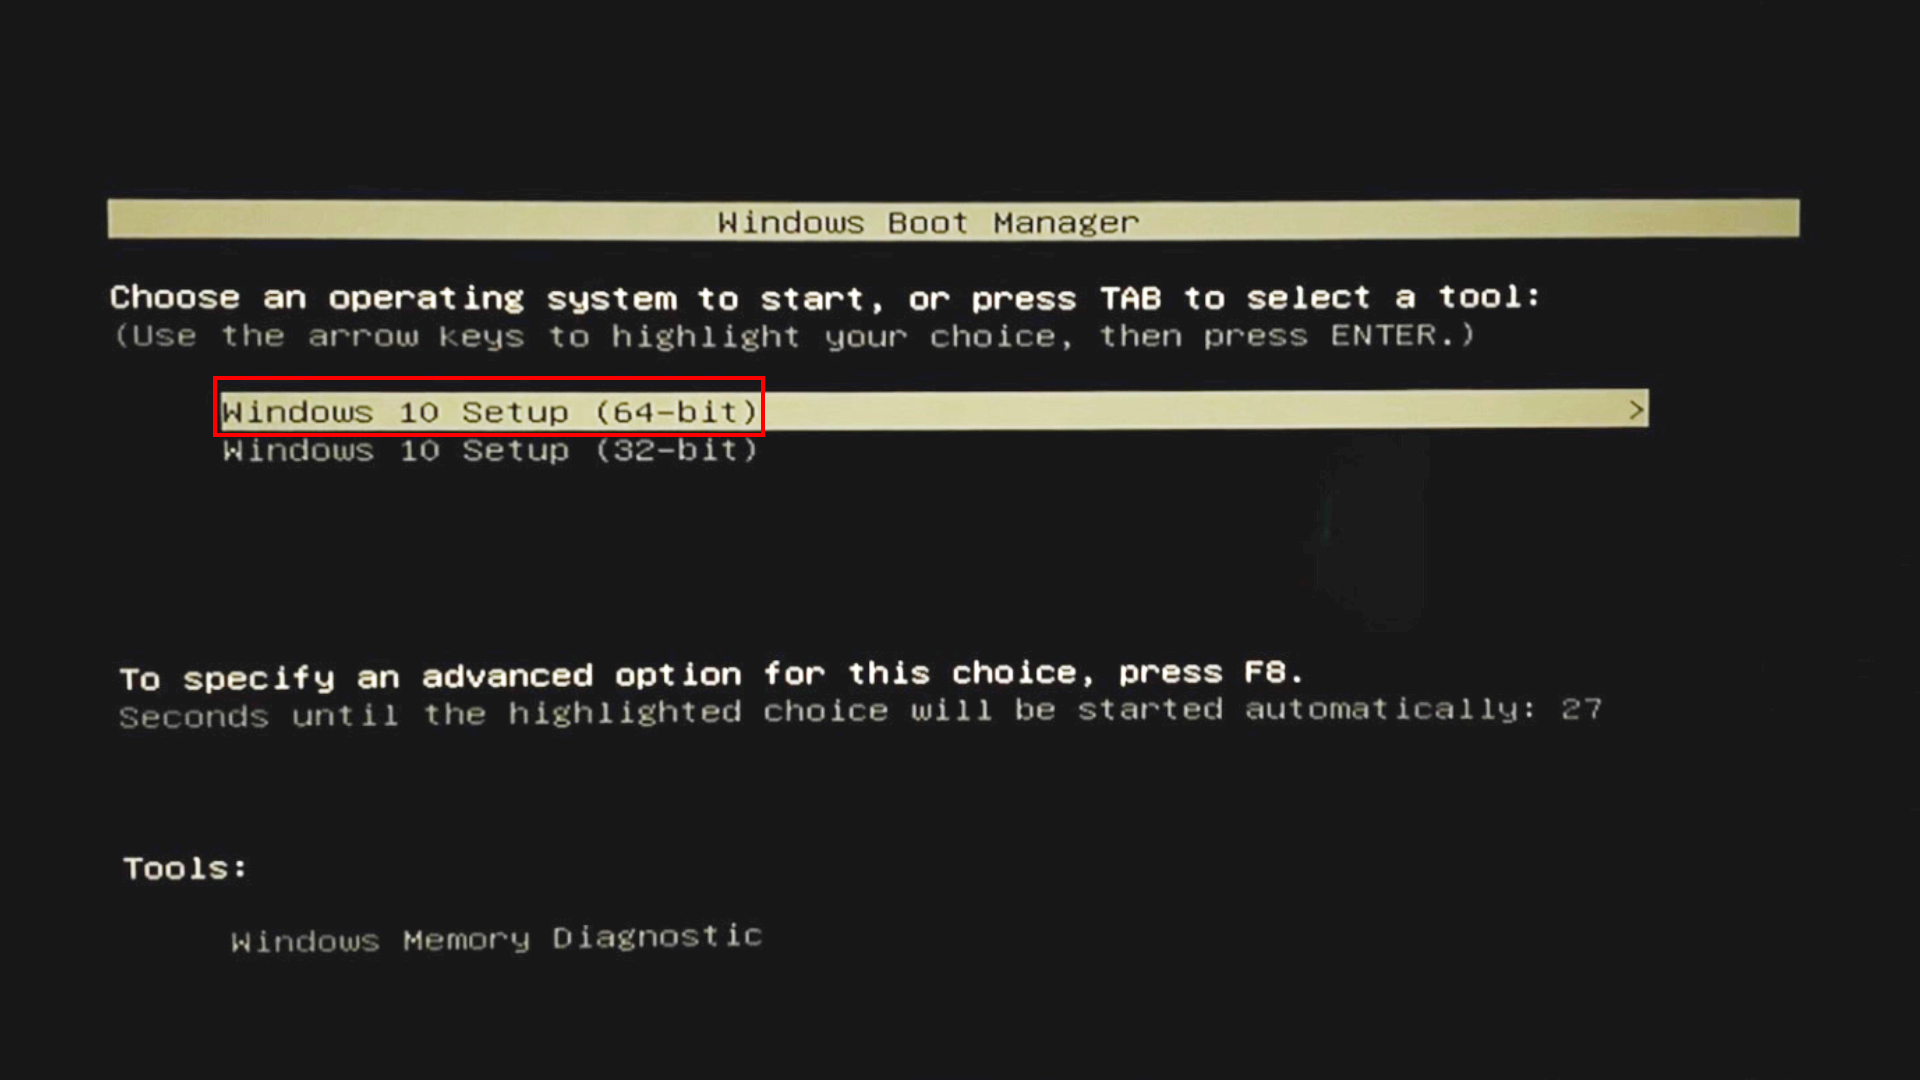 Windows Boot Manager
Choose an operating system to start, or press TAB to select a tool:
(Use the arrow keys to highlight your choice, then press ENTER.)
Windows 10 Setup (64-bit) >
Windows 10 Setup (32-bit)
To specify an advanced option for this choice, press F8.
Seconds until the highlighted choice will be started automatically: 27
Tools:
Windows Memory Diagnostic